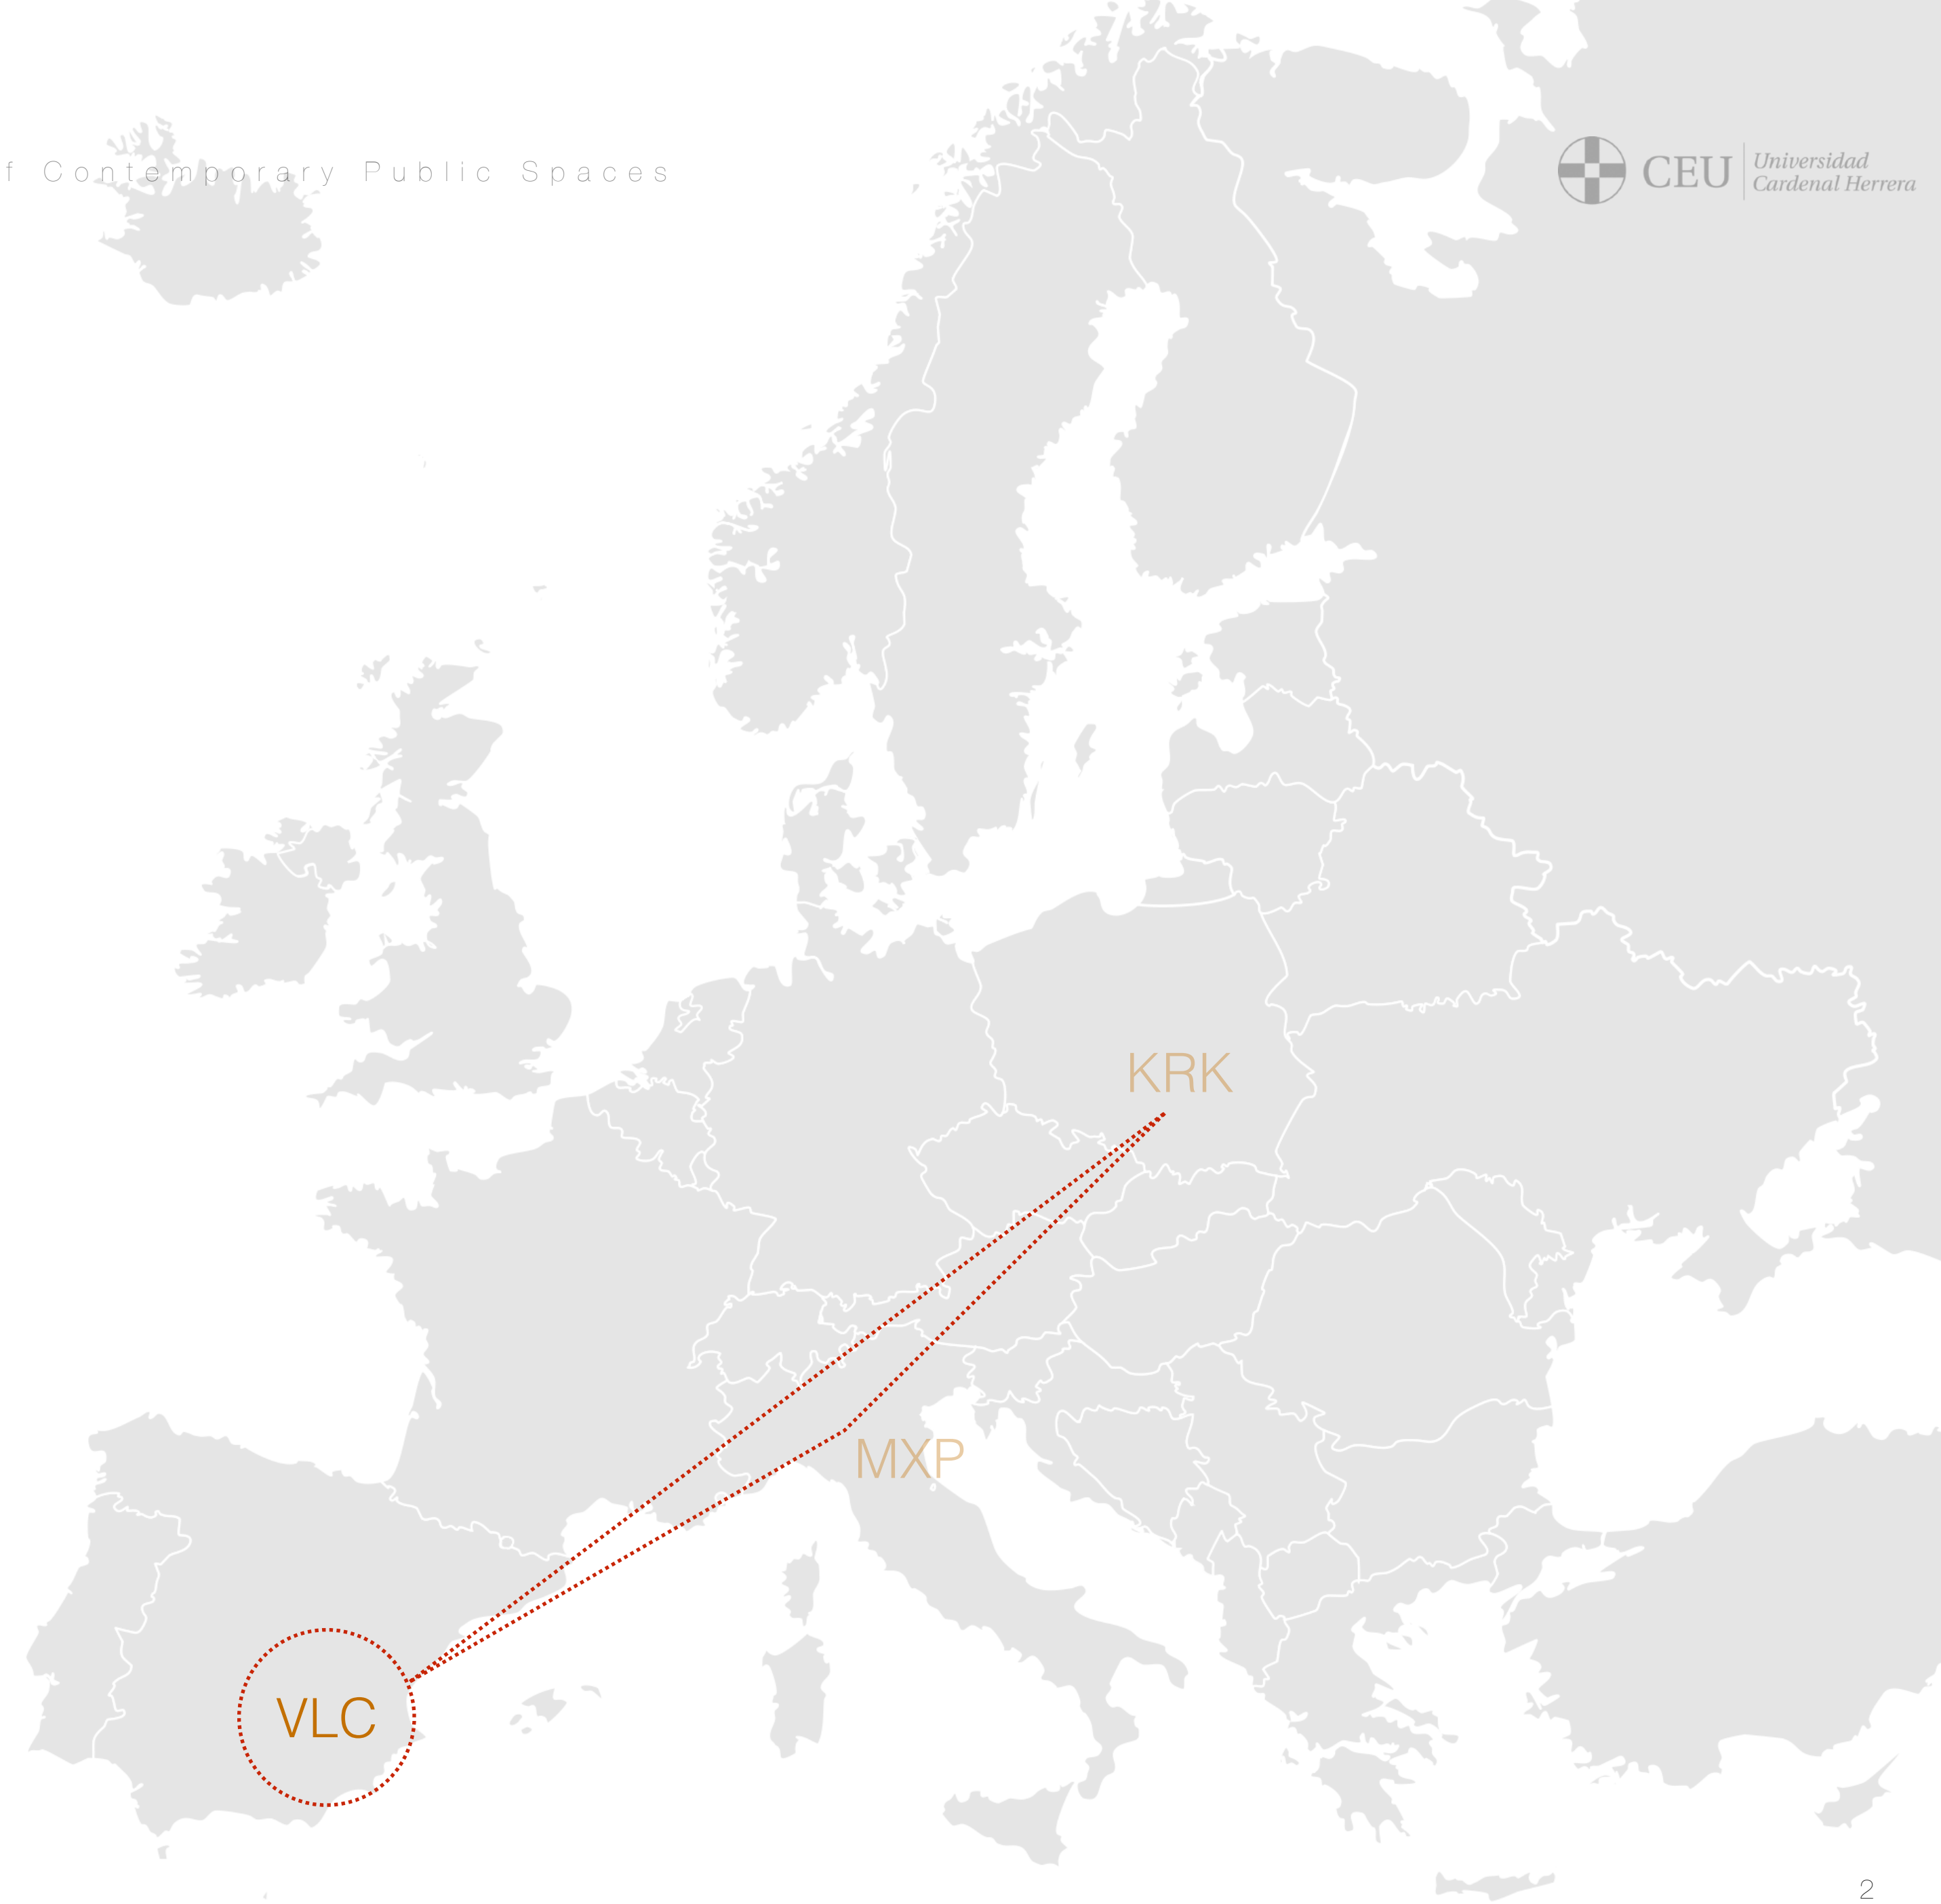 f Contemporary Public Spaces
CEU
Universidad
Cardenal Herrera
KRK
MXP
VLC
2